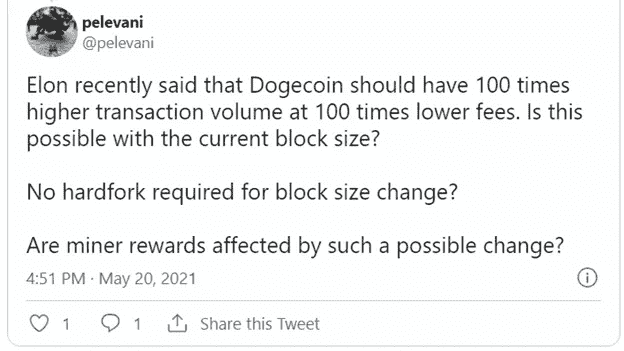 pelevani
@pelevani
Elon recently said that Dogecoin should have 100 times
higher transaction volume at 100 times lower fees. Is this
possible with the current block size?
No hardfork required for block size change?
Are miner rewards affected by such a possible change?
4:51 PM · May 20, 2021
1 1 Share this Tweet